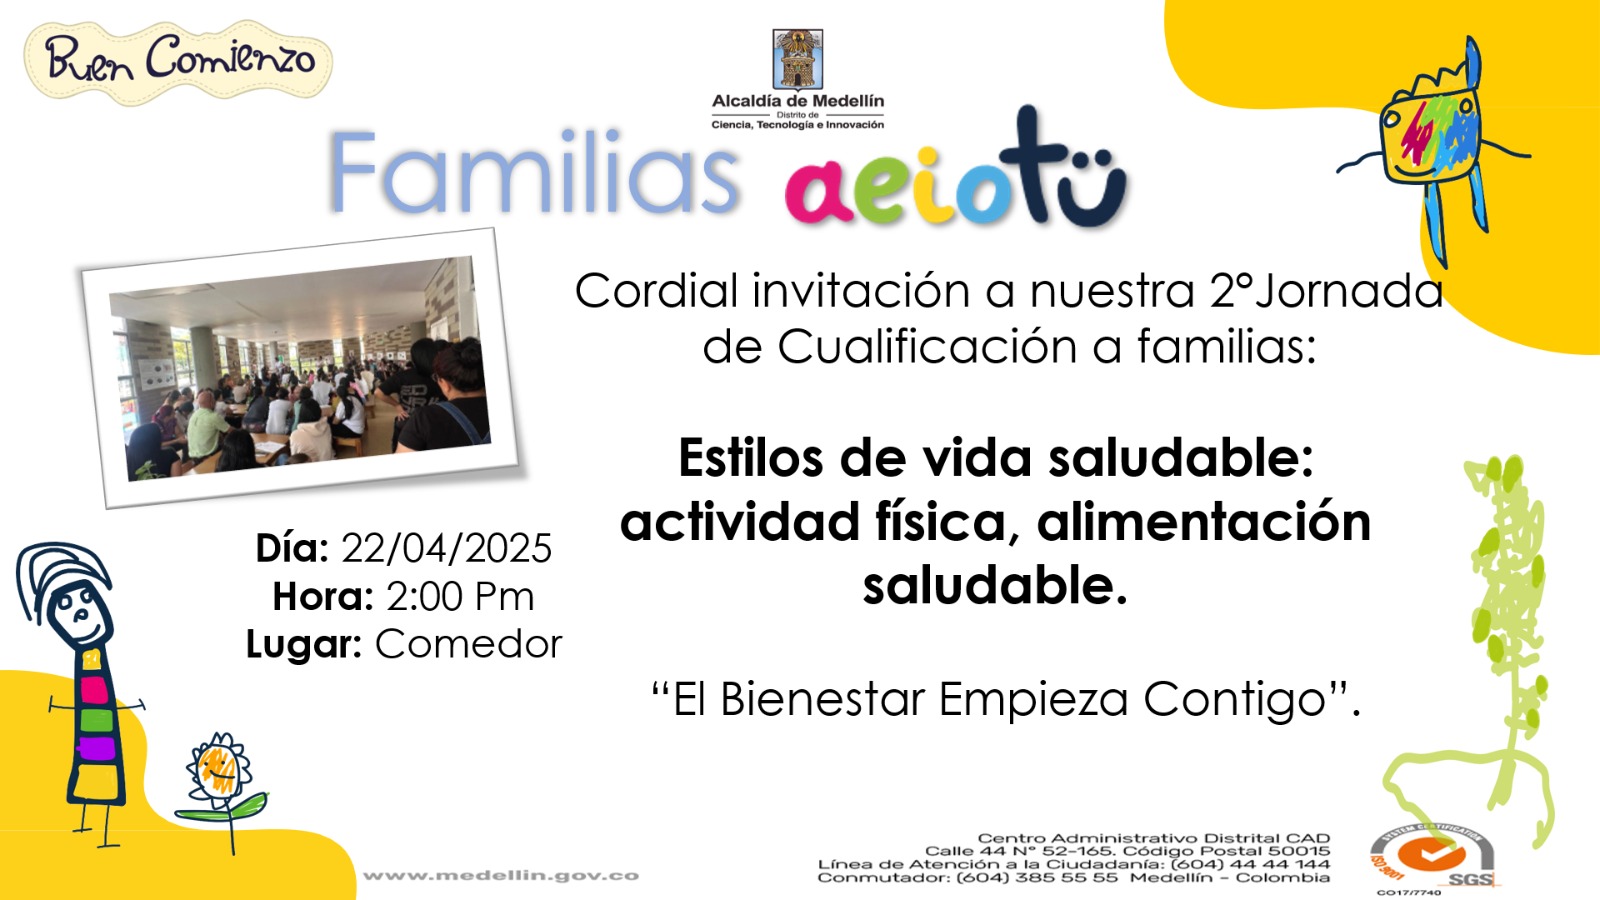 Buen Comienzo
Alcaldía de Medellín
Distrito de
Ciencia, Tecnología e Innovación
Familias aeiotü
Cordial invitación a nuestra 2°Jornada
de Cualificación a familias:
Estilos de vida saludable:
actividad física, alimentación
saludable.
Día: 22/04/2025
Hora: 2:00 Pm
Lugar: Comedor
“El Bienestar Empieza Contigo”.
www.medellin.gov.co
Centro Administrativo Distrital CAD
Calle 44 N° 52-165. Código Postal 50015
Línea de Atención a la Ciudadanía: (604) 44 44 144
Conmutador: (604) 385 55 55 Medellín - Colombia
SYSTEM CERTIFICATION
ISO 9001
SGS
CO17/7740